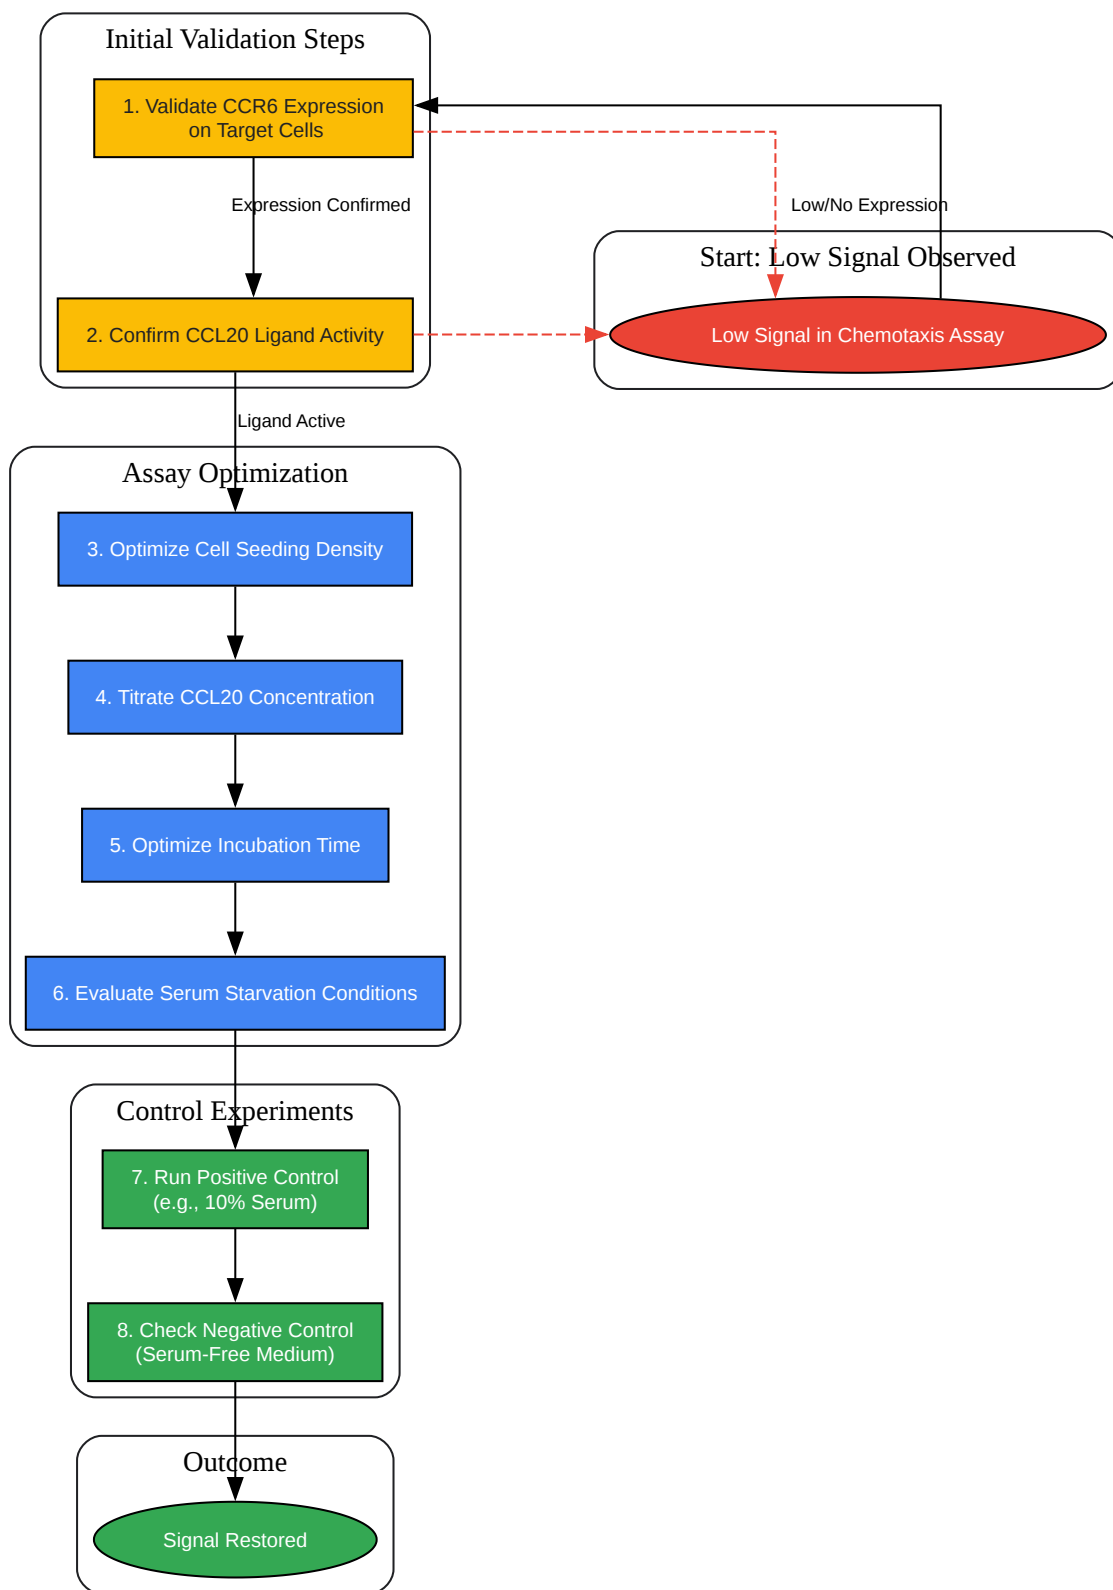 Initial Validation Steps
1. Validate CCR6 Expression
on Target Cells
Expression Confirmed
Low/No Expression
Start: Low Signal Observed
2. Confirm CCL20 Ligand Activity
Low Signal in Chemotaxis Assay
Ligand Active
Assay Optimization
3. Optimize Cell Seeding Density
4. Titrate CCL20 Concentration
5. Optimize Incubation Time
6. Evaluate Serum Starvation Conditions
Control Experiments
7. Run Positive Control
(e.g., 10% Serum)
8. Check Negative Control
(Serum-Free Medium)
Outcome
Signal Restored